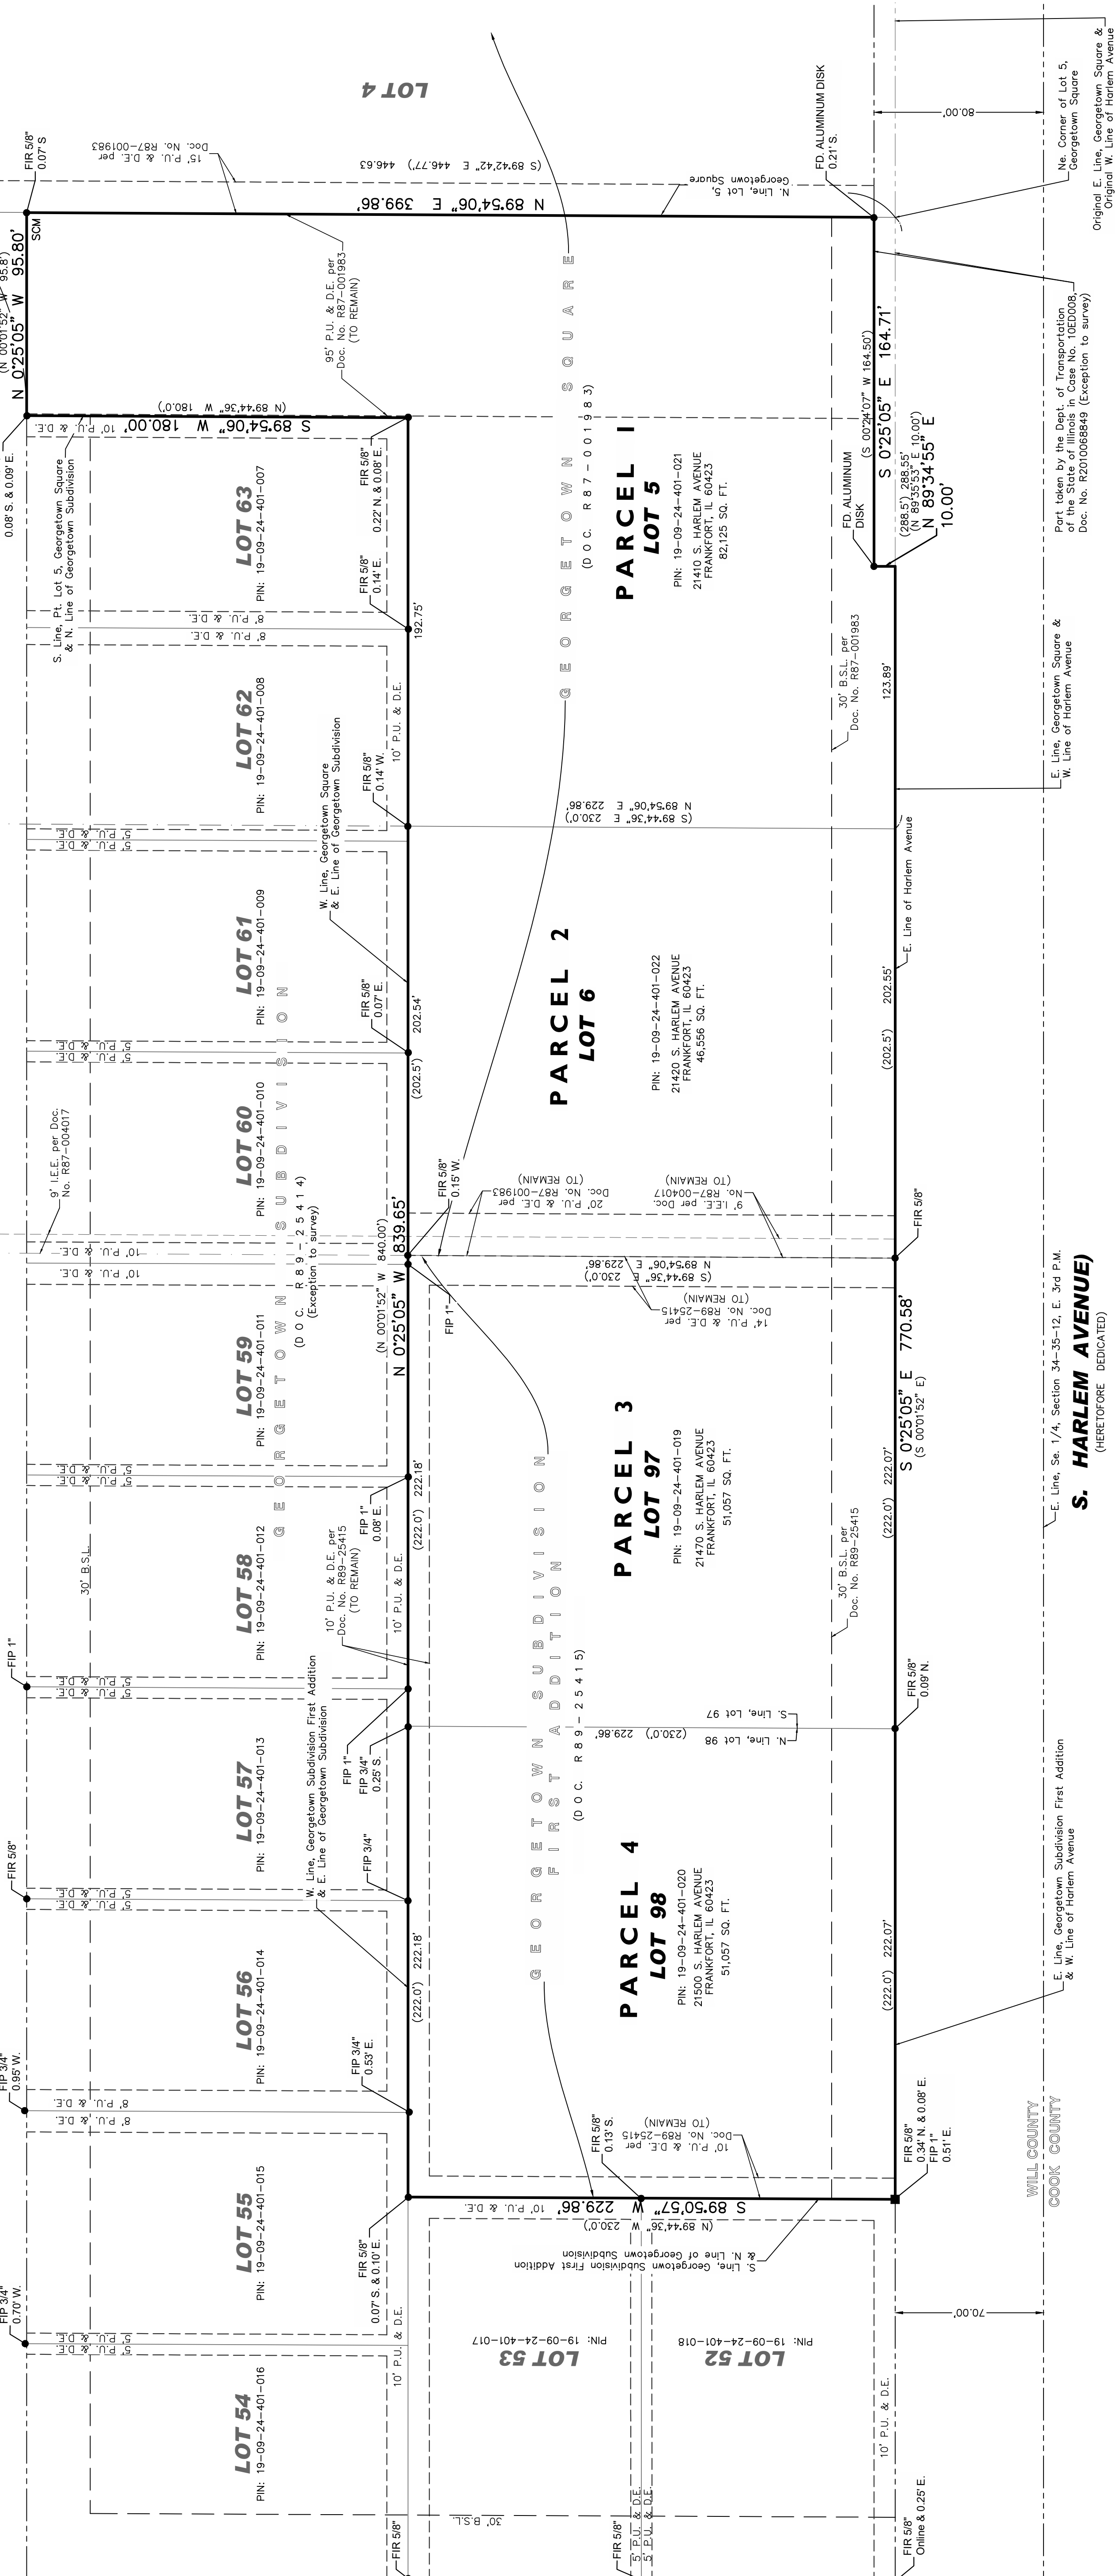 LOT 4
15' P.U. & D.E. per
Doc. No. R87-001983
(S 89°42'42" E 446.77') 446.63
FIR 5/8"
0.07' S
SCM
N 89°54'06" E 399.86'
N. Line, Lot 5,
Georgetown Square
FD. ALUMINUM DISK
0.21' S.
80.00'
Ne. Corner of Lot 5,
Georgetown Square
Original E. Line, Georgetown Square &
Original W. Line of Harlem Avenue
(N 00°01'52" W 95.8')
N 0°25'05" W 95.80'
95' P.U. & D.E. per
Doc. No. R87-001983
(TO REMAIN)
(N 89°44'36" W 180.0')
S 89°54'06" W 180.00'
10' P.U. & D.E.
0.08' S. & 0.09' E.
S. Line, Pt. Lot 5, Georgetown Square
& N. Line of Georgetown Subdivision
FIR 5/8"
0.22' N. & 0.08' E.
GEORGETOWN SQUARE
(DOC. R87-001983)
PARCEL 1
LOT 5
PIN: 19-09-24-401-021
21410 S. HARLEM AVENUE
FRANKFORT, IL 60423
82,125 SQ. FT.
(S 00°24'07" W 164.50')
S 0°25'05" E 164.71'
FD. ALUMINUM
DISK
(288.5') 288.55'
(N 89°35'53" E 10.00')
N 89°34'55" E
10.00'
Part taken by the Dept. of Transportation
of the State of Illinois in Case No. 10ED008,
Doc. No. R2010068849 (Exception to survey)
LOT 63
PIN: 19-09-24-401-007
FIR 5/8"
0.14' E.
192.75'
8' P.U. & D.E.
8' P.U. & D.E.
LOT 62
PIN: 19-09-24-401-008
10' P.U. & D.E.
FIR 5/8"
0.14' W.
W. Line, Georgetown Square
& E. Line of Georgetown Subdivision
30' B.S.L. per
Doc. No. R87-001983
123.89'
E. Line, Georgetown Square &
W. Line of Harlem Avenue
N 89°54'06" E 229.86'
(S 89°44'36" E 230.0')
5' P.U. & D.E.
5' P.U. & D.E.
LOT 61
PIN: 19-09-24-401-009
FIR 5/8"
0.07' E.
202.54'
(202.5')
E. Line of Harlem Avenue
PARCEL 2
LOT 6
PIN: 19-09-24-401-022
21420 S HARLEM AVENUE
FRANKFORT, IL 60423
46,556 SQ. FT.
202.55'
(202.5')
5' P.U. & D.E.
5' P.U. & D.E.
LOT 60
PIN: 19-09-24-401-010
GEORGETOWN SUBDIVISION
(DOC. R89-25414)
(Exception to survey)
9' I.E.E. per Doc.
No. R87-004017
FIR 5/8"
0.15' W.
20' P.U. & D.E. per
Doc. No. R87-001983
(TO REMAIN)
9' I.E.E. per Doc.
No. R87-004017
(TO REMAIN)
FIR 5/8"
10' P.U. & D.E.
10' P.U. & D.E.
N 89°54'06" E 229.86'
(S 89°44'36" E 230.0')
14' P.U. & D.E. per
Doc. No. R89-25415
(TO REMAIN)
FIP 1"
(N 00°01'52" W 840.00')
N 0°25'05" W 839.65'
LOT 59
PIN: 19-09-24-401-011
S 0°25'05" E 770.58'
(S 00°01'52" E)
E. Line, Se. 1/4, Section 34-35-12, E. 3rd P.M.
S. HARLEM AVENUE)
(HERETOFORE DEDICATED)
5' P.U. & D.E.
5' P.U. & D.E.
FIP 1"
0.08' E.
222.18'
(222.0')
PARCEL 3
LOT 97
PIN: 19-09-24-401-019
21470 S. HARLEM AVENUE
FRANKFORT, IL 60423
51,057 SQ. FT.
222.07'
(222.0')
LOT 58
PIN: 19-09-24-401-012
30' B.S.L.
10' P.U. & D.E. per
Doc. No. R89-25415
(TO REMAIN)
10' P.U. & D.E.
30' B.S.L. per
Doc. No. R89-25415
FIP 1"
5' P.U. & D.E.
5' P.U. & D.E.
FIP 1"
FIP 3/4"
0.25' S.
S. Line, Lot 97
N. Line, Lot 98
(230.0') 229.86'
FIR 5/8"
0.09' N.
GEORGETOWN SUBDIVISION
FIRST ADDITION
(DOC. R89-25415)
W. Line, Georgetown Subdivision First Addition
& E. Line of Georgetown Subdivision
LOT 57
PIN: 19-09-24-401-013
FIP 3/4"
FIR 5/8"
5' P.U. & D.E.
5' P.U. & D.E.
E. Line, Georgetown Subdivision First Addition
& W. Line of Harlem Avenue
PARCEL 4
LOT 98
PIN: 19-09-24-401-020
21500 S. HARLEM AVENUE
FRANKFORT, IL 60423
51,057 SQ. FT.
(222.0') 222.18'
(222.0') 222.07'
LOT 56
PIN: 19-09-24-401-014
FIP 3/4"
0.95' W.
FIP 3/4"
0.53' E.
8' P.U. & D.E.
8' P.U. & D.E.
FIR 5/8"
0.13' S.
10' P.U. & D.E. per
Doc. No. R89-25415
(TO REMAIN)
FIR 5/8"
0.34' N. & 0.08' E.
FIP 1"
0.51' E.
WILL COUNTY
COOK COUNTY
LOT 55
PIN: 19-09-24-401-015
FIR 5/8"
0.07' S. & 0.10' E.
10' P.U. & D.E.
S 89°50'57" W 229.86'
(N 89°44'36" W 230.0')
S. Line, Georgetown Subdivision First Addition
& N. Line of Georgetown Subdivision
70.00'
FIP 3/4"
0.70' W.
5' P.U. & D.E.
5' P.U. & D.E.
10' P.U. & D.E.
PIN: 19-09-24-401-017
LOT 53
PIN: 19-09-24-401-018
LOT 52
LOT 54
PIN: 19-09-24-401-016
10' P.U. & D.E.
30' B.S.L.
5' P.U. & D.E.
5' P.U. & D.E.
FIR 5/8"
FIR 5/8"
FIR 5/8"
Online & 0.25' E.